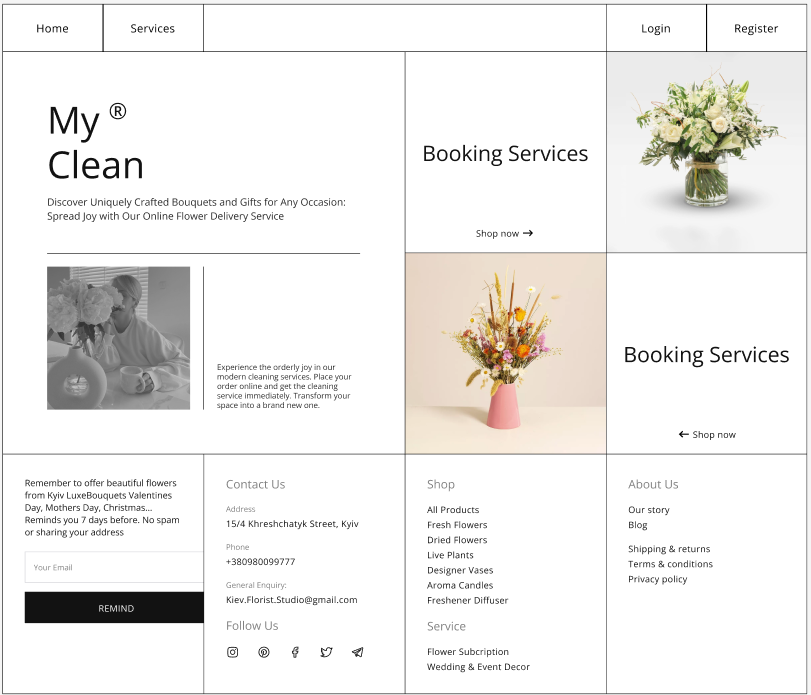 Home
Services
Login
Register
My ®
Clean
Discover Uniquely Crafted Bouquets and Gifts for Any Occasion:
Spread Joy with Our Online Flower Delivery Service
Experience the orderly joy in our
modern cleaning services. Place your
order online and get the cleaning
service immediately. Transform your
space into a brand new one.
Booking Services
Shop now →
Booking Services
← Shop now
Remember to offer beautiful flowers
from Kyiv LuxeBouquets Valentines
Day, Mothers Day, Christmas...
Reminds you 7 days before. No spam
or sharing your address
Your Email
REMIND
Contact Us
Address
15/4 Khreshchatyk Street, Kyiv
Phone
+380980099777
General Enquiry:
Kiev.Florist.Studio@gmail.com
Follow Us
Shop
All Products
Fresh Flowers
Dried Flowers
Live Plants
Designer Vases
Aroma Candles
Freshener Diffuser
Service
Flower Subcription
Wedding & Event Decor
About Us
Our story
Blog
Shipping & returns
Terms & conditions
Privacy policy